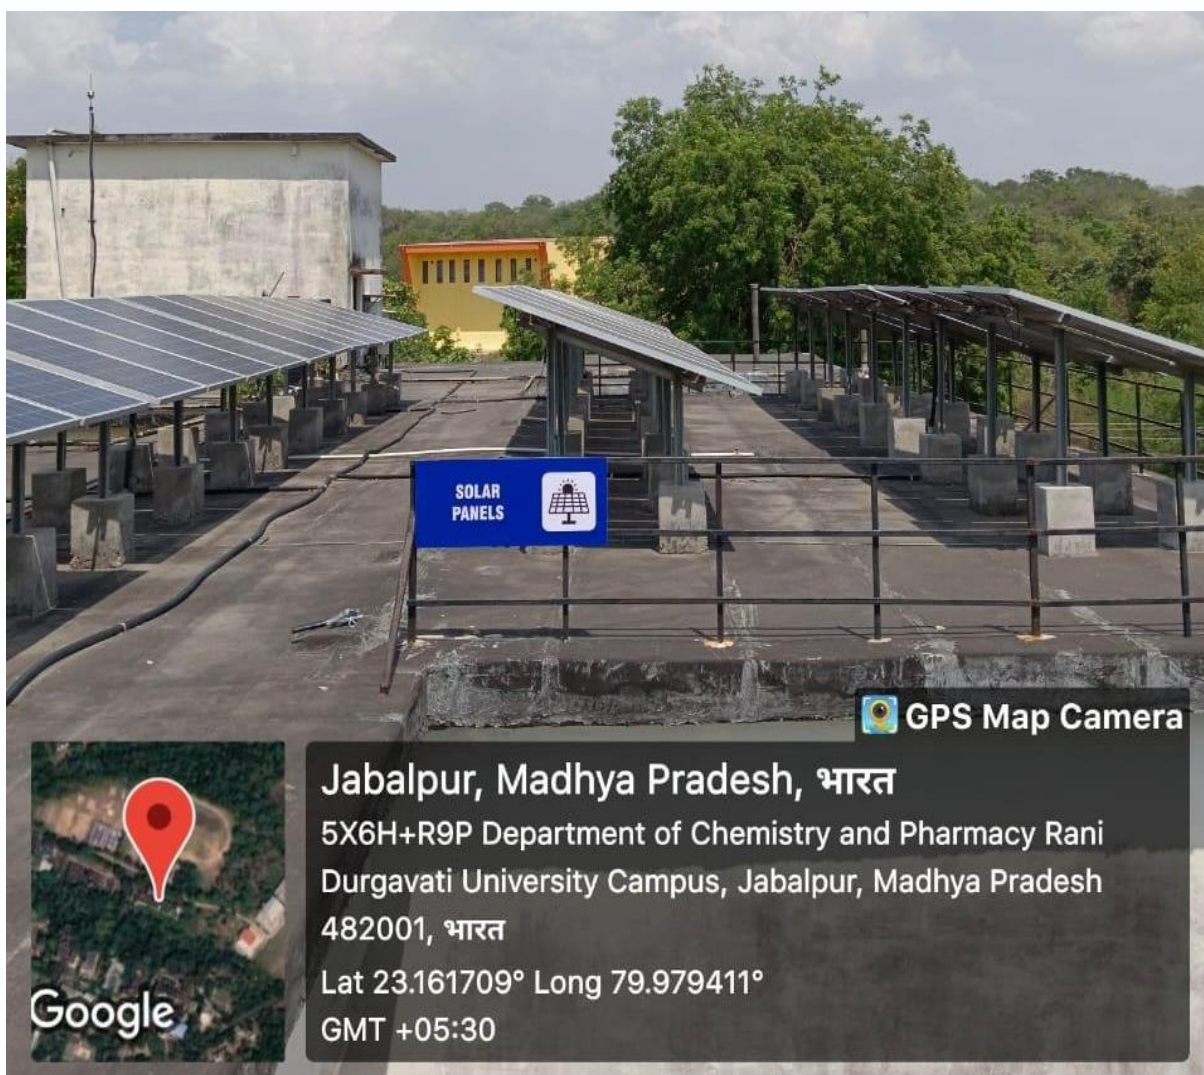 SOLAR
PANELS
GPS Map Camera
Jabalpur, Madhya Pradesh, भारत
5X6H+R9P Department of Chemistry and Pharmacy Rani
Durgavati University Campus, Jabalpur, Madhya Pradesh
482001, भारत
Lat 23.161709° Long 79.979411°
GMT +05:30
Google